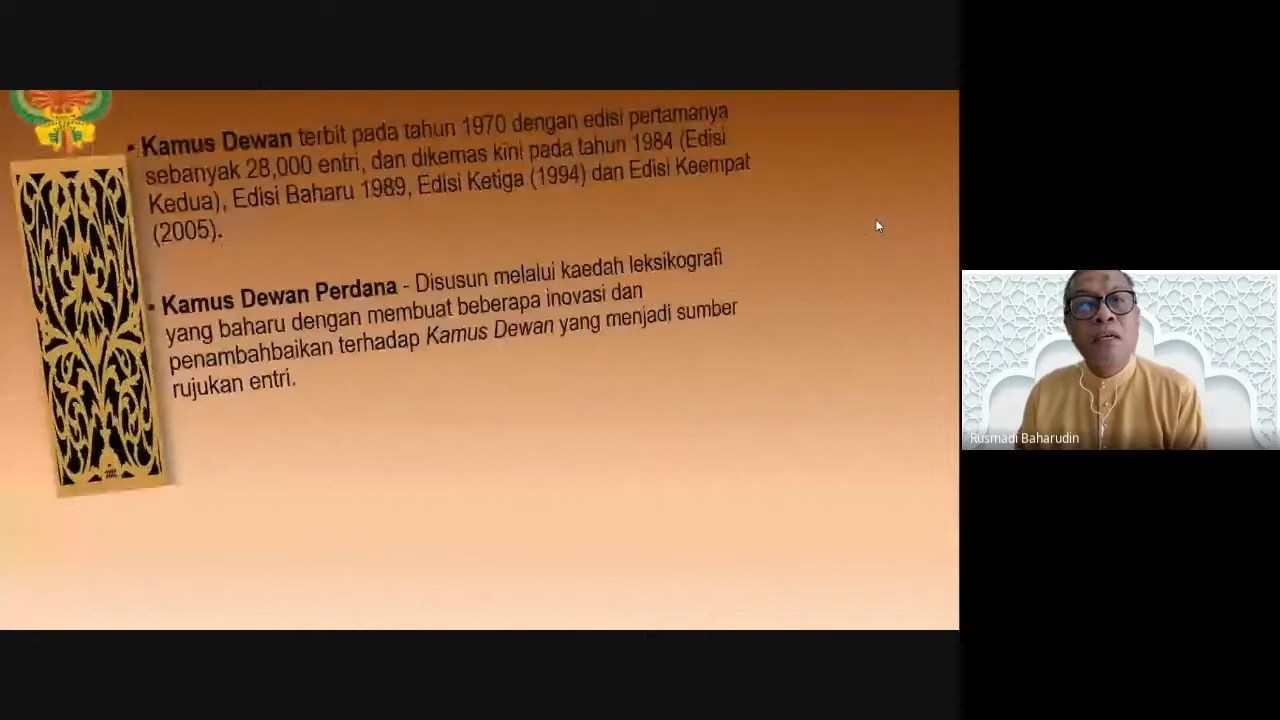 • Kamus Dewan terbit pada tahun 1970 dengan edisi pertamanya
sebanyak 28,000 entri, dan dikemas kini pada tahun 1984 (Edisi
Kedua), Edisi Baharu 1989, Edisi Ketiga (1994) dan Edisi Keempat
(2005).
• Kamus Dewan Perdana - Disusun melalui kaedah leksikografi
yang baharu dengan membuat beberapa inovasi dan
penambahbaikan terhadap Kamus Dewan yang menjadi sumber
rujukan entri.
Rusmadi Baharudin